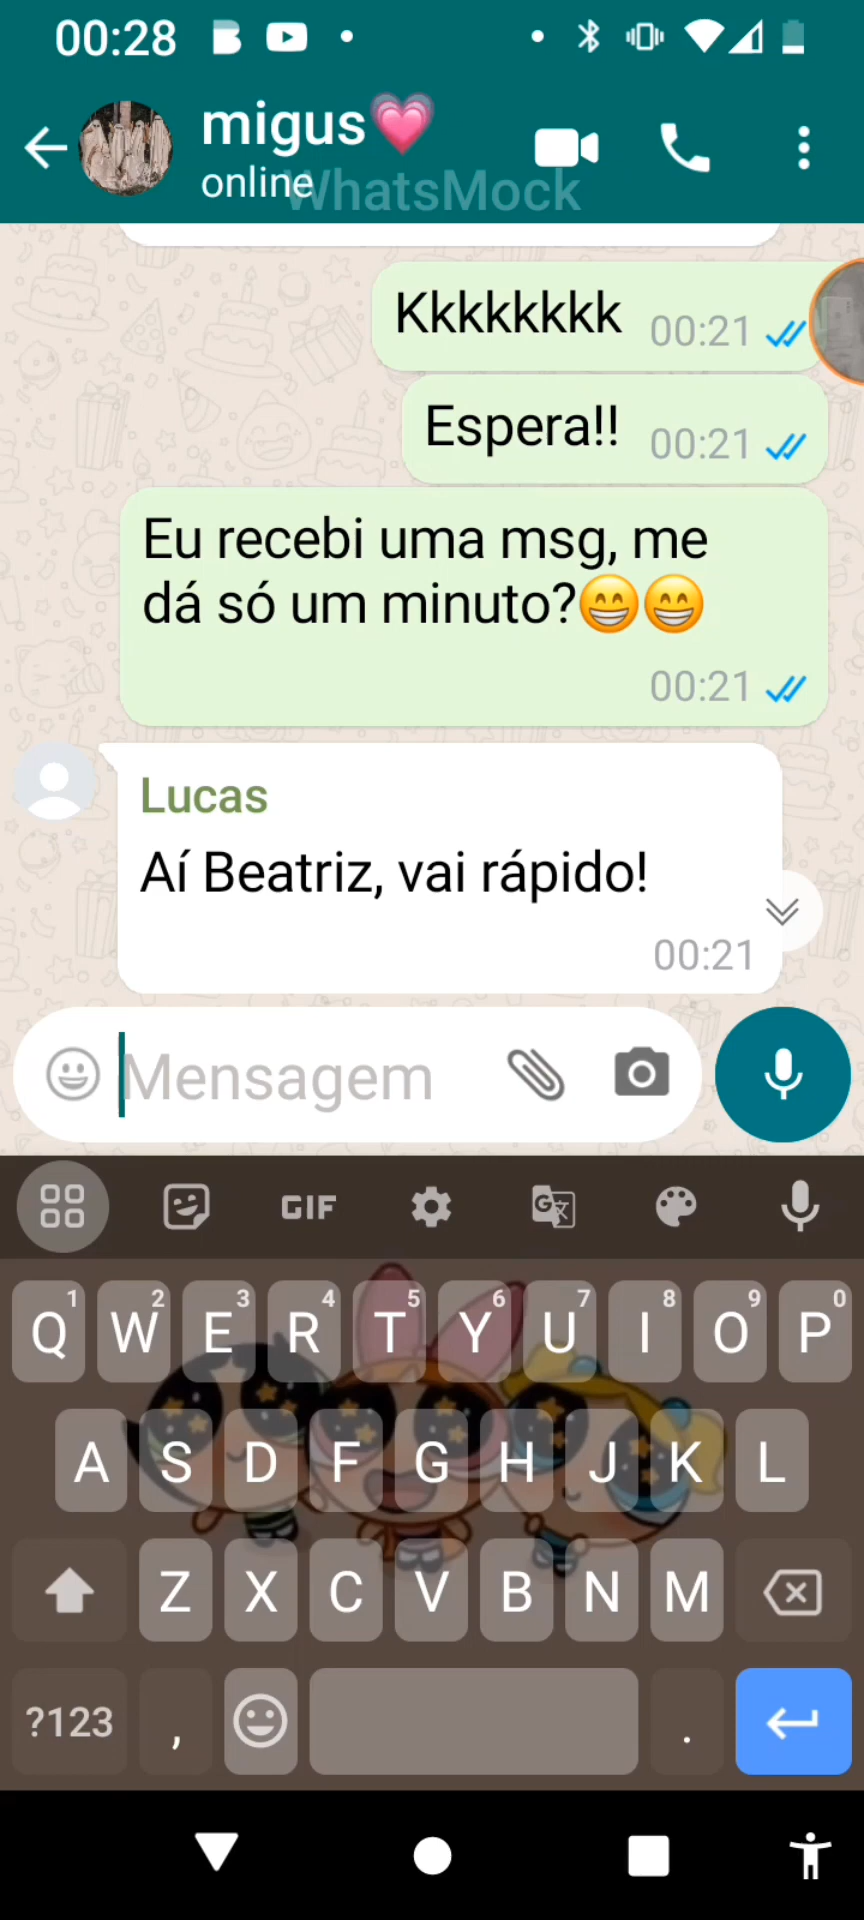 00:28
migus💗
online
WhatsMock
Kkkkkkkk 00:21
Espera!! 00:21
Eu recebi uma msg, me
dá só um minuto?😁😁
00:21
Lucas
Aí Beatriz, vai rápido!
00:21
Mensagem
GIF
1 2 3 4 5 6 7 8 9 0
Q W E R T Y U I O P
A S D F G H J K L
Z X C V B N M
?123 , .